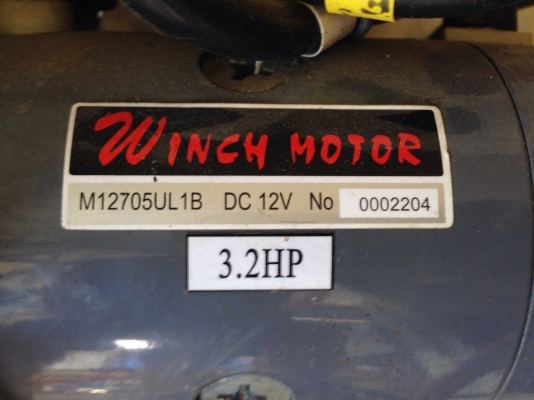 WINCH MOTOR
M12705UL1B DC 12V No 0002204
3.2HP